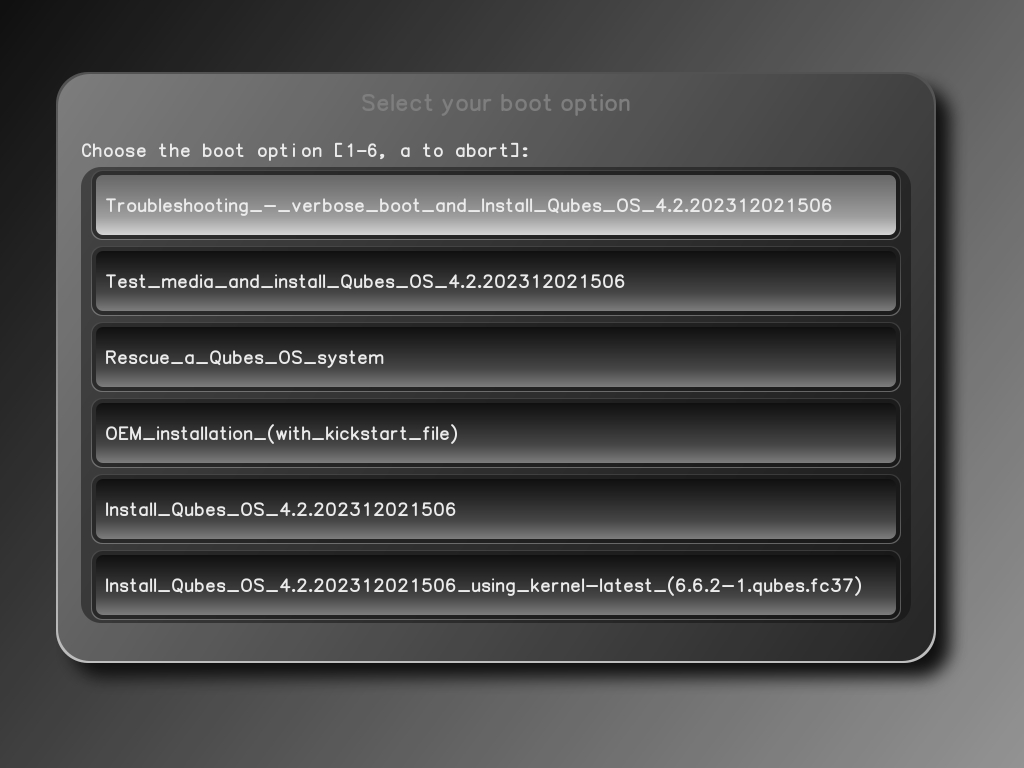 Select your boot option
Choose the boot option [1-6, a to abort]:
Troubleshooting_-_verbose_boot_and_Install_Qubes_OS_4.2.202312021506
Test_media_and_install_Qubes_OS_4.2.202312021506
Rescue_a_Qubes_OS_system
OEM_installation_(with_kickstart_file)
Install_Qubes_OS_4.2.202312021506
Install_Qubes_OS_4.2.202312021506_using_kernel-latest_(6.6.2-1.qubes.fc37)